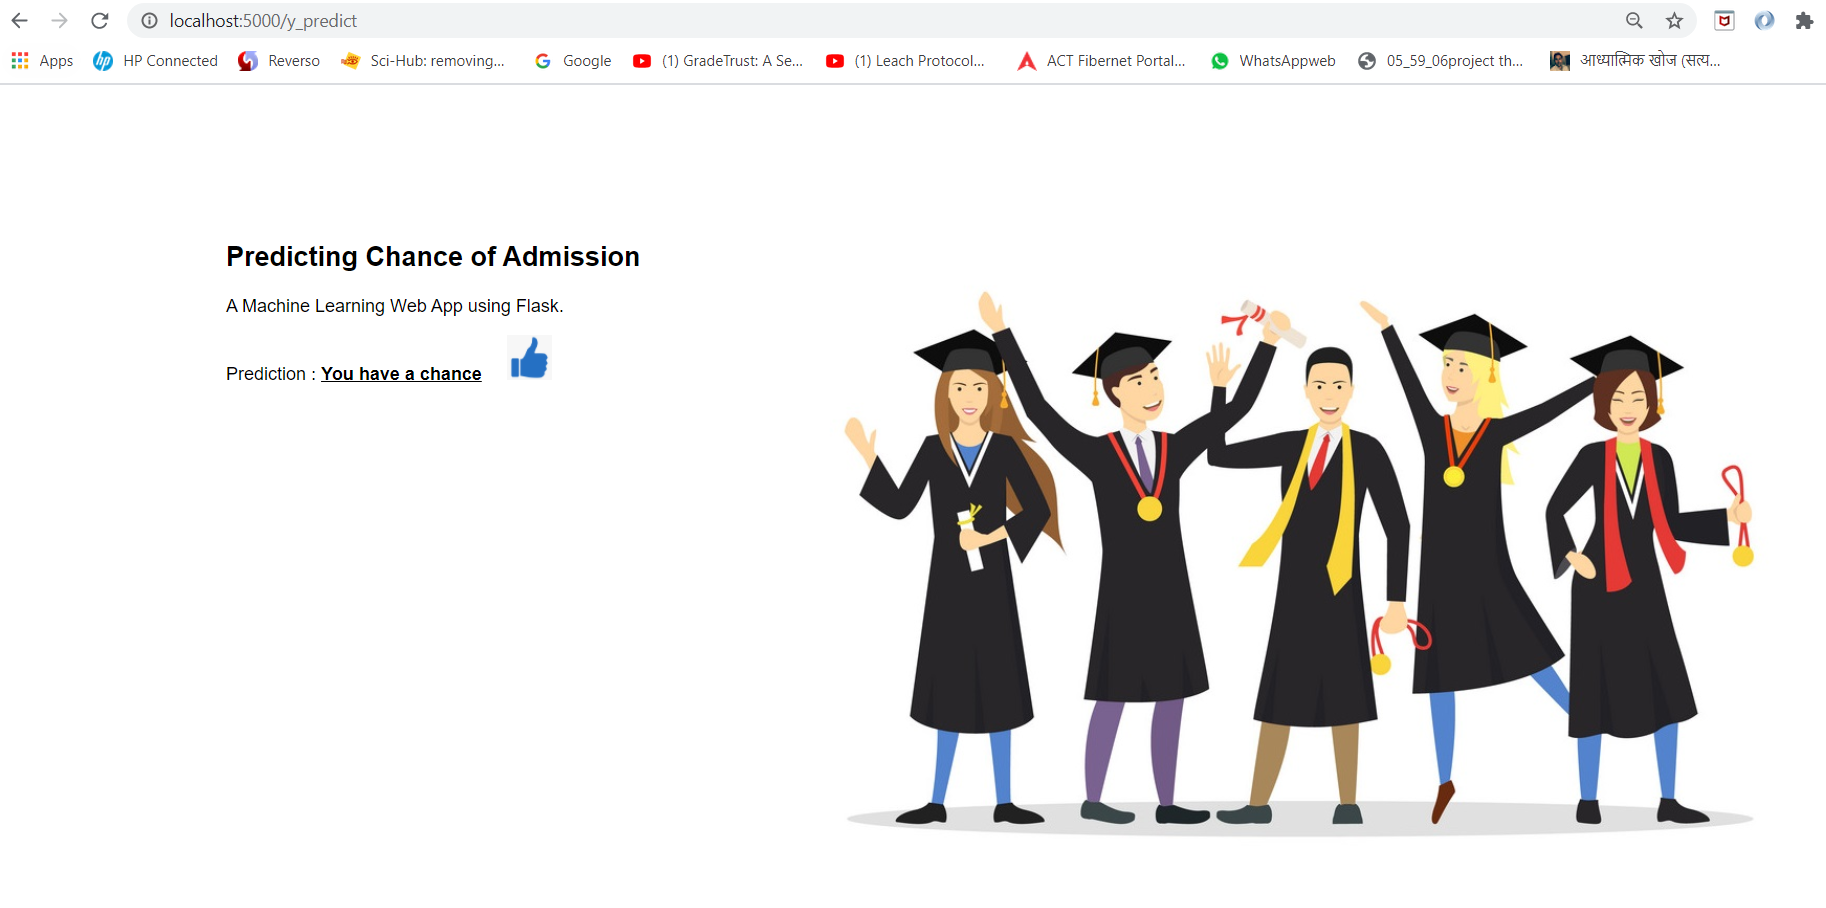 localhost:5000/y_predict
Apps HP Connected Reverso Sci-Hub: removing... Google (1) GradeTrust: A Se... (1) Leach Protocol... ACT Fibernet Portal... WhatsAppweb 05_59_06project th... आध्यात्मिक खोज (सत्य...
Predicting Chance of Admission
A Machine Learning Web App using Flask.
Prediction : You have a chance